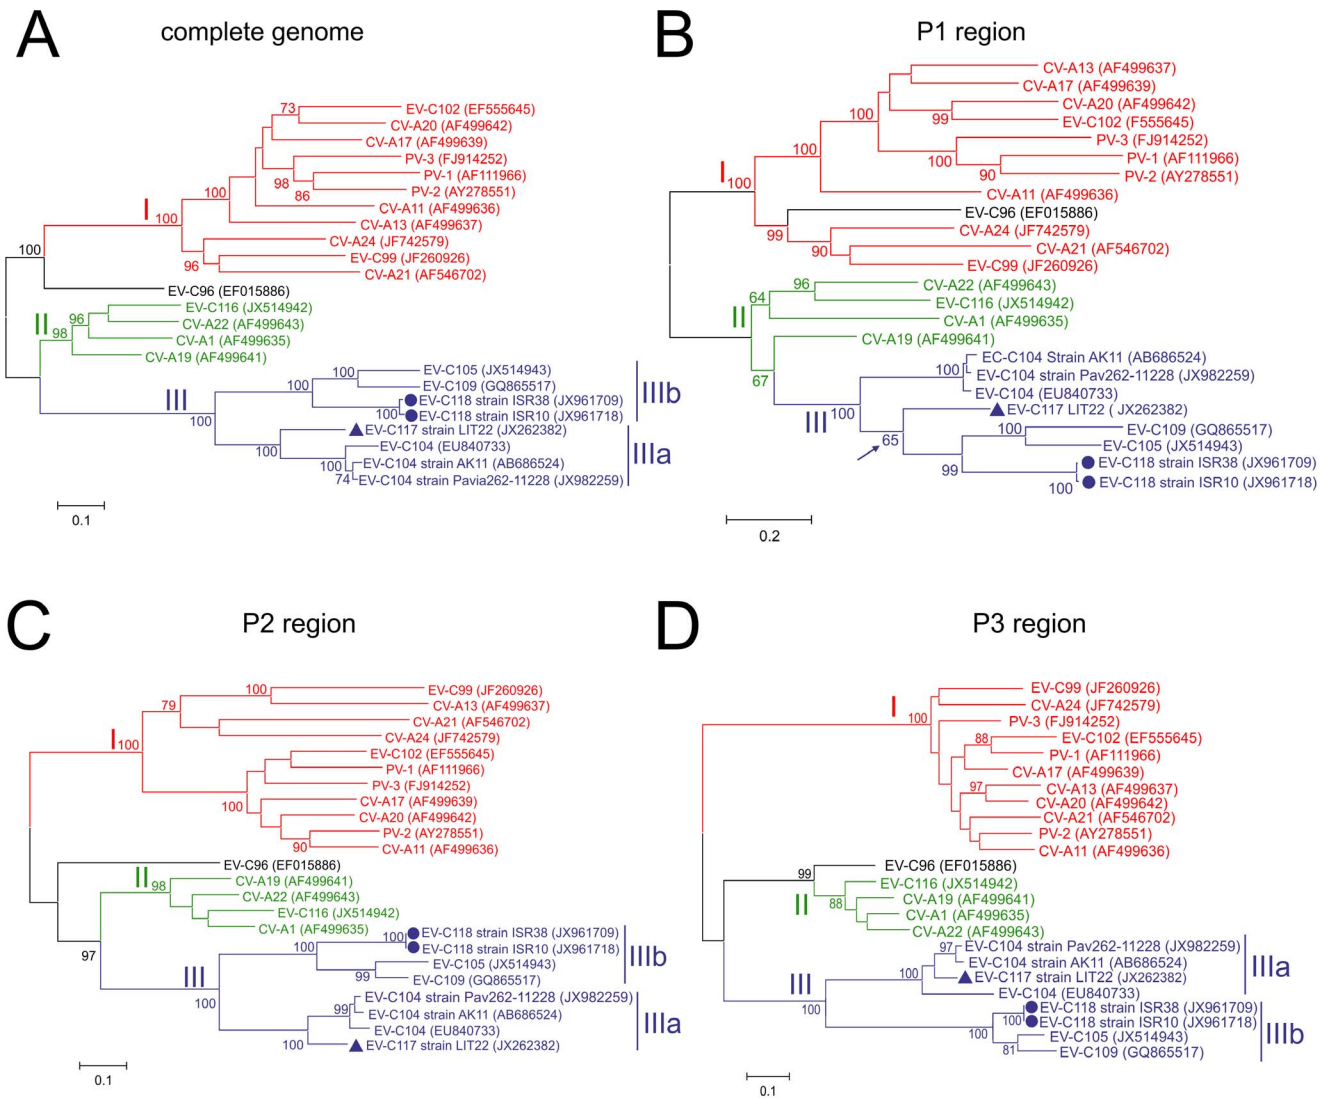 A
complete genome
73
EV-C102 (EF555645)
CV-A20 (AF499642)
CV-A17 (AF499639)
PV-3 (FJ914252)
98
PV-1 (AF111966)
86
PV-2 (AY278551)
100
CV-A11 (AF499636)
I
100
CV-A13 (AF499637)
CV-A24 (JF742579)
100
EV-C99 (JF260926)
96
CV-A21 (AF546702)
EV-C96 (EF015886)
EV-C116 (JX514942)
II
96
CV-A22 (AF499643)
98
CV-A1 (AF499635)
CV-A19 (AF499641)
100
EV-C105 (JX514943)
100
EV-C109 (GQ865517)
III
EV-C118 strain ISR38 (JX961709)
IIIb
100
EV-C118 strain ISR10 (JX961718)
100
EV-C117 strain LIT22 (JX262382)
100
EV-C104 (EU840733)
IIIa
100
EV-C104 strain AK11 (AB686524)
74
EV-C104 strain Pavia262-11228 (JX982259)
0.1
B
P1 region
CV-A13 (AF499637)
CV-A17 (AF499639)
CV-A20 (AF499642)
100
99
EV-C102 (F555645)
PV-3 (FJ914252)
100
100
PV-1 (AF111966)
90
PV-2 (AY278551)
I
100
CV-A11 (AF499636)
EV-C96 (EF015886)
99
CV-A24 (JF742579)
90
CV-A21 (AF546702)
EV-C99 (JF260926)
96
CV-A22 (AF499643)
64
EV-C116 (JX514942)
II
CV-A1 (AF499635)
CV-A19 (AF499641)
67
EC-C104 Strain AK11 (AB686524)
100
EV-C104 strain Pav262-11228 (JX982259)
EV-C104 (EU840733)
III
100
EV-C117 LIT22 ( JX262382)
65
100
EV-C109 (GQ865517)
EV-C105 (JX514943)
99
EV-C118 strain ISR38 (JX961709)
100
EV-C118 strain ISR10 (JX961718)
0.2
C
P2 region
100
EV-C99 (JF260926)
79
CV-A13 (AF499637)
CV-A21 (AF546702)
I
100
CV-A24 (JF742579)
EV-C102 (EF555645)
PV-1 (AF111966)
PV-3 (FJ914252)
100
CV-A17 (AF499639)
CV-A20 (AF499642)
PV-2 (AY278551)
90
CV-A11 (AF499636)
EV-C96 (EF015886)
II
98
CV-A19 (AF499641)
CV-A22 (AF499643)
EV-C116 (JX514942)
CV-A1 (AF499635)
97
100
EV-C118 strain ISR38 (JX961709)
100
EV-C118 strain ISR10 (JX961718)
IIIb
EV-C105 (JX514943)
III
99
EV-C109 (GQ865517)
100
EV-C104 strain Pav262-11228 (JX982259)
99
EV-C104 strain AK11 (AB686524)
IIIa
EV-C104 (EU840733)
100
EV-C117 strain LIT22 (JX262382)
0.1
D
P3 region
EV-C99 (JF260926)
I
CV-A24 (JF742579)
100
PV-3 (FJ914252)
88
EV-C102 (EF555645)
PV-1 (AF111966)
CV-A17 (AF499639)
97
CV-A13 (AF499637)
CV-A20 (AF499642)
CV-A21 (AF546702)
PV-2 (AY278551)
CV-A11 (AF499636)
99
EV-C96 (EF015886)
EV-C116 (JX514942)
II
88
CV-A19 (AF499641)
CV-A1 (AF499635)
CV-A22 (AF499643)
97
EV-C104 strain Pav262-11228 (JX982259)
EV-C104 strain AK11 (AB686524)
IIIa
100
EV-C117 strain LIT22 (JX262382)
III
EV-C104 (EU840733)
100
EV-C118 strain ISR38 (JX961709)
100
EV-C118 strain ISR10 (JX961718)
100
EV-C105 (JX514943)
IIIb
81
EV-C109 (GQ865517)
0.1